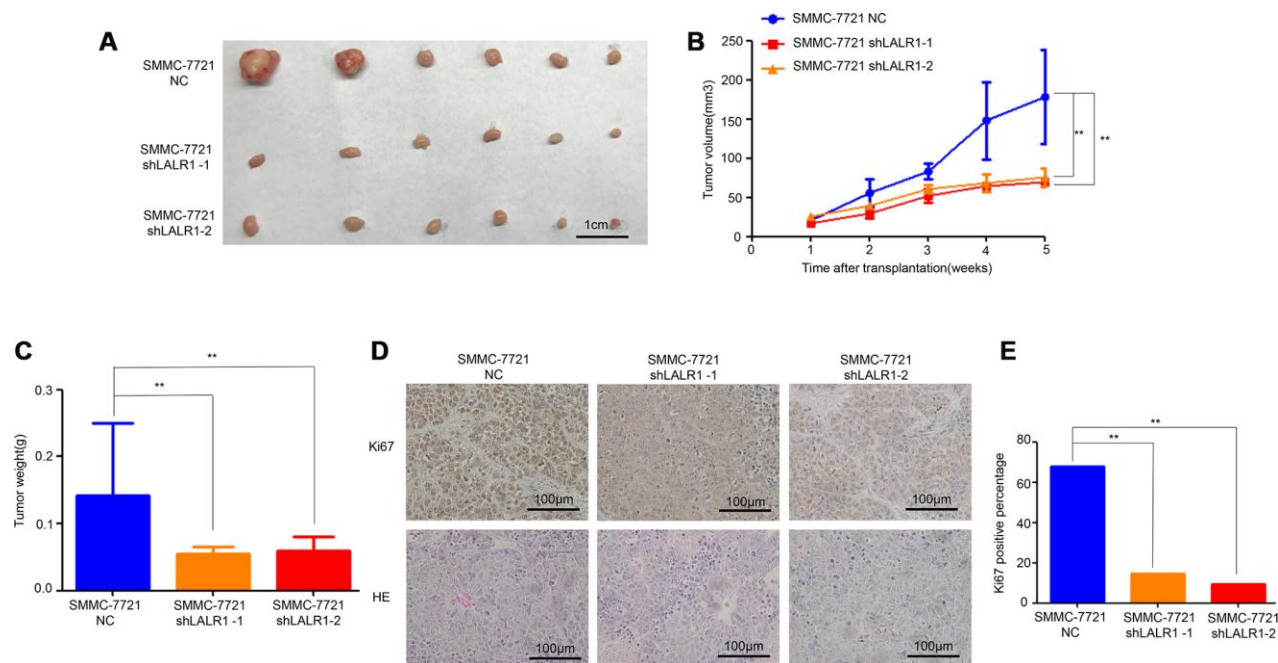 A
SMMC-7721
NC
SMMC-7721
shLALR1 -1
SMMC-7721
shLALR1-2
1cm
B
SMMC-7721 NC
SMMC-7721 shLALR1-1
SMMC-7721 shLALR1-2
Tumor volume(mm3)
250
200
150
100
50
0
0 1 2 3 4 5
Time after transplantation(weeks)
** **
C
Tumor weight(g)
0.3
0.2
0.1
0.0
**
**
SMMC-7721
NC
SMMC-7721
shLALR1 -1
SMMC-7721
shLALR1-2
D
SMMC-7721
NC
SMMC-7721
shLALR1 -1
SMMC-7721
shLALR1-2
Ki67
100µm 100µm 100µm
HE
100µm 100µm 100µm
E
Ki67 positive percentage
80
60
40
20
0
**
**
SMMC-7721
NC
SMMC-7721
shLALR1 -1
SMMC-7721
shLALR1-2